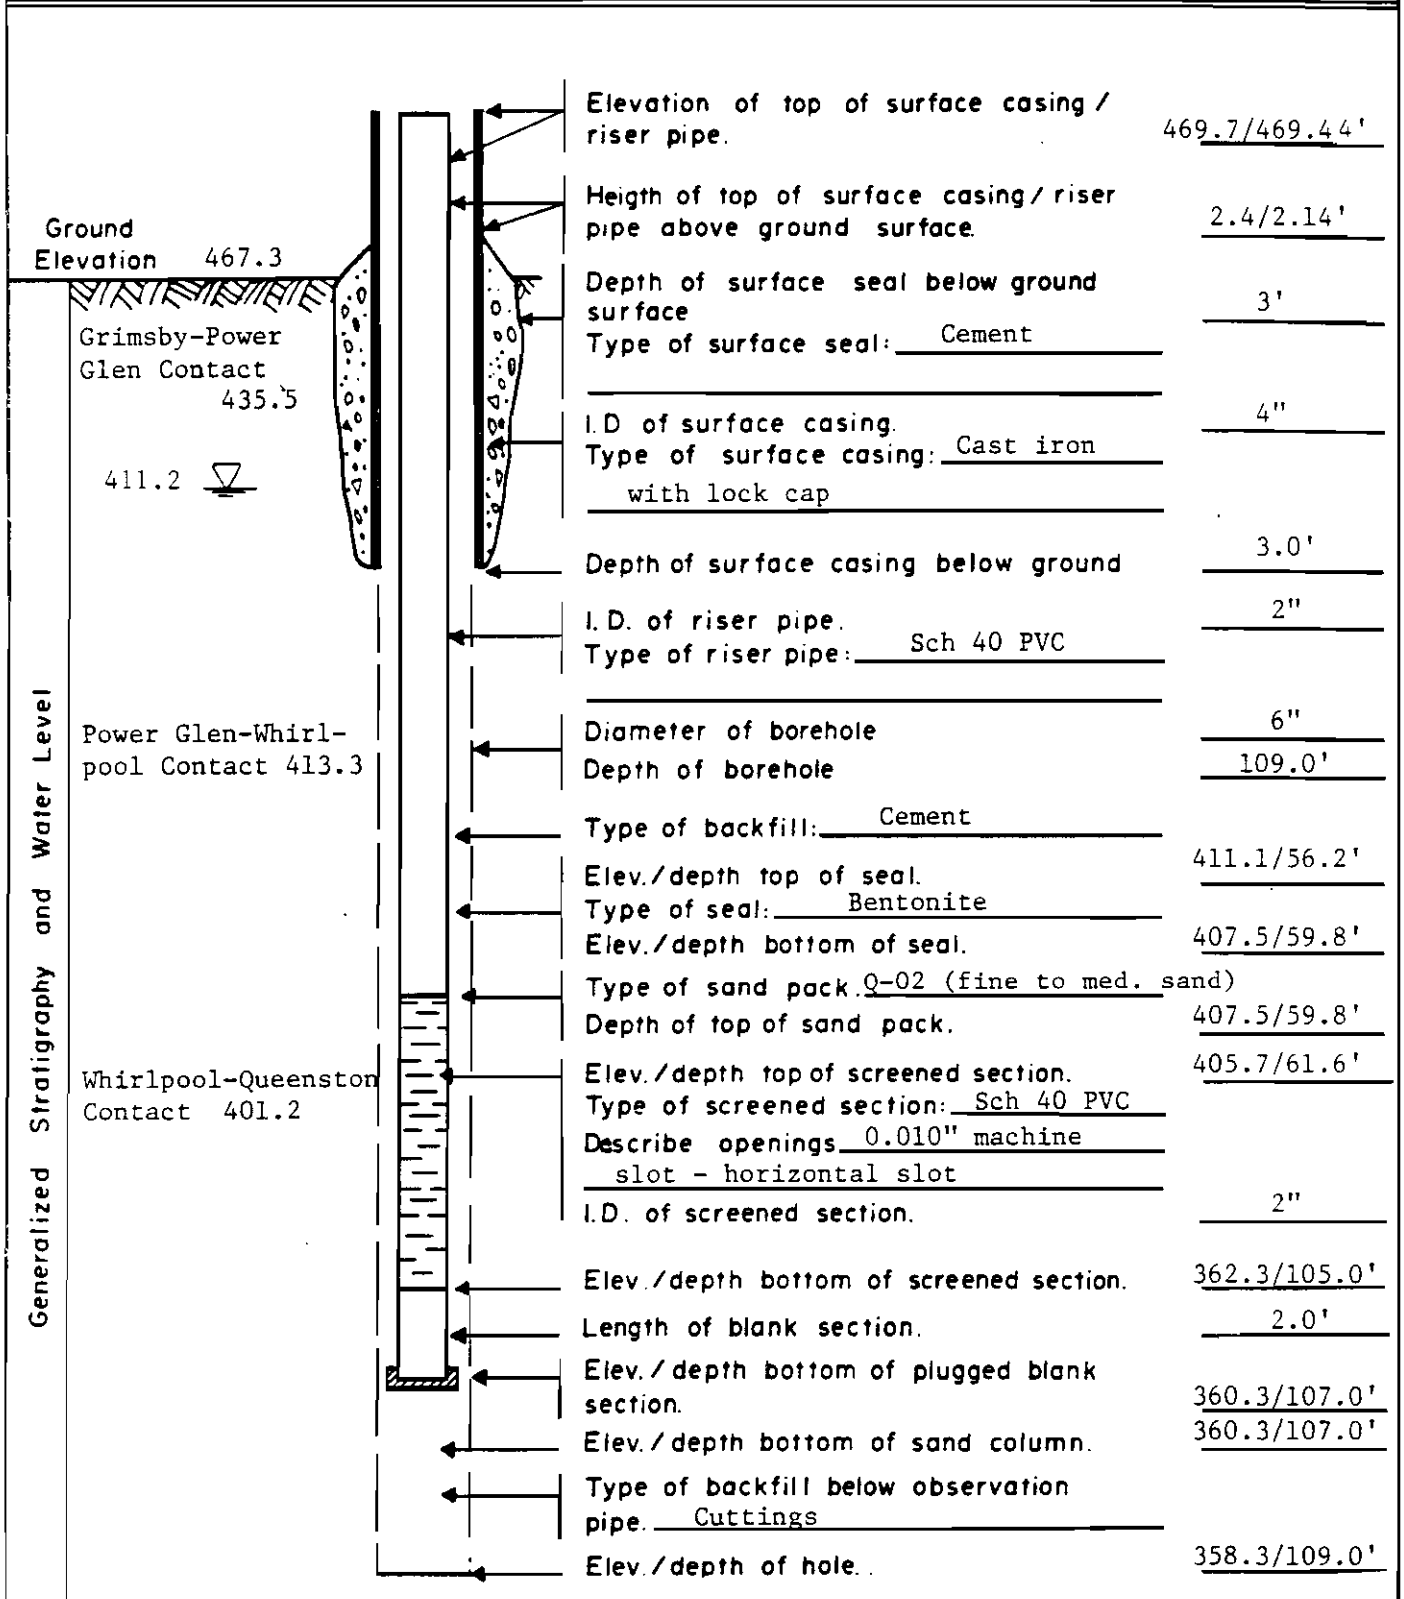 Elevation of top of surface casing /
riser pipe. 469.7/469.44'
Heigth of top of surface casing / riser
pipe above ground surface. 2.4/2.14'
Ground
Elevation 467.3
Depth of surface seal below ground
surface 3'
Type of surface seal: Cement
Grimsby-Power
Glen Contact
435.5
I.D of surface casing. 4"
Type of surface casing: Cast iron
with lock cap
411.2
Depth of surface casing below ground 3.0'
I.D. of riser pipe. 2"
Type of riser pipe: Sch 40 PVC
Generalized Stratigraphy and Water Level
Power Glen-Whirl-
pool Contact 413.3
Diameter of borehole 6"
Depth of borehole 109.0'
Type of backfill: Cement
Elev./depth top of seal. 411.1/56.2'
Type of seal: Bentonite
Elev./depth bottom of seal. 407.5/59.8'
Type of sand pack. Q-02 (fine to med. sand)
Depth of top of sand pack. 407.5/59.8'
Whirlpool-Queenston
Contact 401.2
Elev./depth top of screened section. 405.7/61.6'
Type of screened section: Sch 40 PVC
Describe openings 0.010" machine
slot - horizontal slot
I.D. of screened section. 2"
Elev./depth bottom of screened section. 362.3/105.0'
Length of blank section. 2.0'
Elev./depth bottom of plugged blank
section. 360.3/107.0'
Elev./depth bottom of sand column. 360.3/107.0'
Type of backfill below observation
pipe. Cuttings
Elev./depth of hole. . 358.3/109.0'